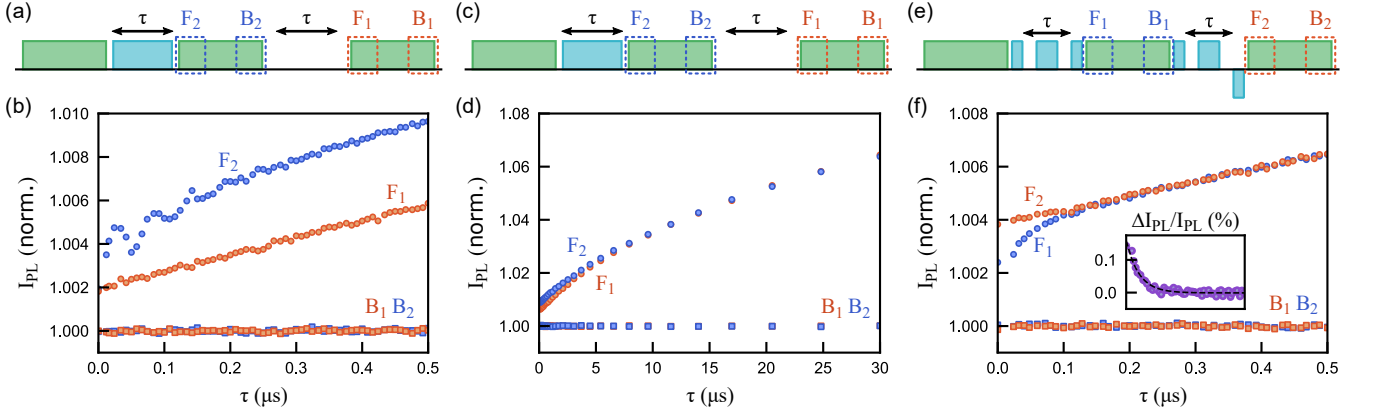 (a)
τ
F2
B2
τ
F1
B1
(c)
τ
F2
B2
τ
F1
B1
(e)
τ
F1
B1
τ
F2
B2
(b)
1.010
1.008
1.006
1.004
1.002
1.000
IPL (norm.)
F2
F1
B1 B2
0.0 0.1 0.2 0.3 0.4 0.5
τ (μs)
(d)
1.08
1.06
1.04
1.02
1.00
IPL (norm.)
F2
F1
B1 B2
0 5 10 15 20 25 30
τ (μs)
(f)
1.008
1.006
1.004
1.002
1.000
IPL (norm.)
F2
F1
ΔIPL/IPL (%)
0.1
0.0
B1 B2
0.0 0.1 0.2 0.3 0.4 0.5
τ (μs)